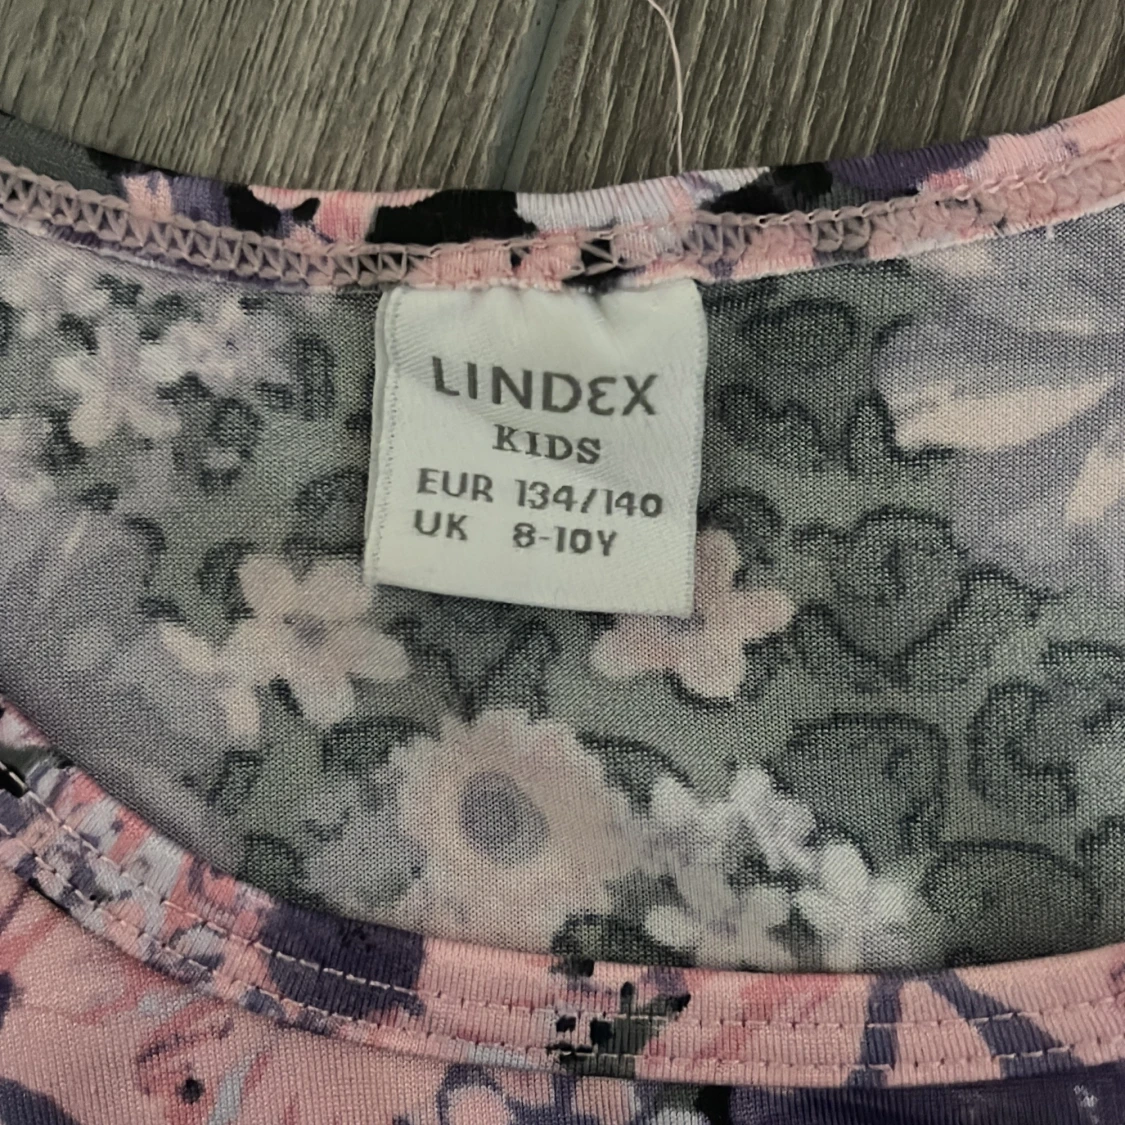 LINDEX
KIDS
EUR 134/140
UK 8-10Y